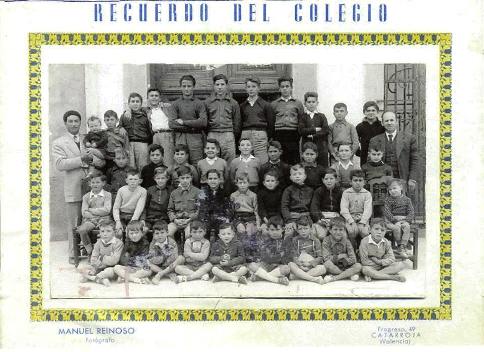 RECUERDO DEL COLEGIO
MANUEL REINOSO
Fotógrafo
Progreso, 49
CATARROJA
(Valencia)